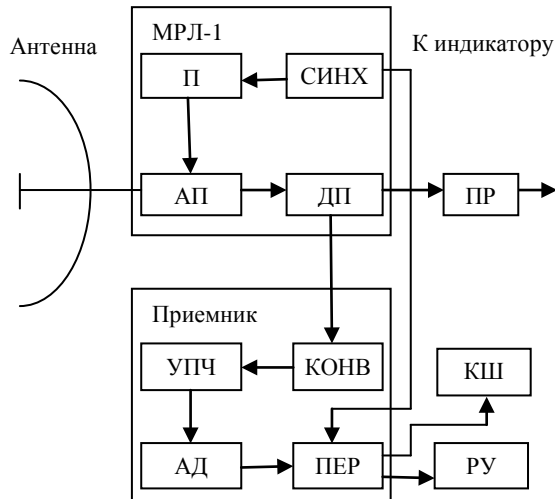 Антенна
МРЛ-1
К индикатору
П
СИНХ
АП
ДП
ПР
Приемник
УПЧ
КОНВ
КШ
АД
ПЕР
РУ